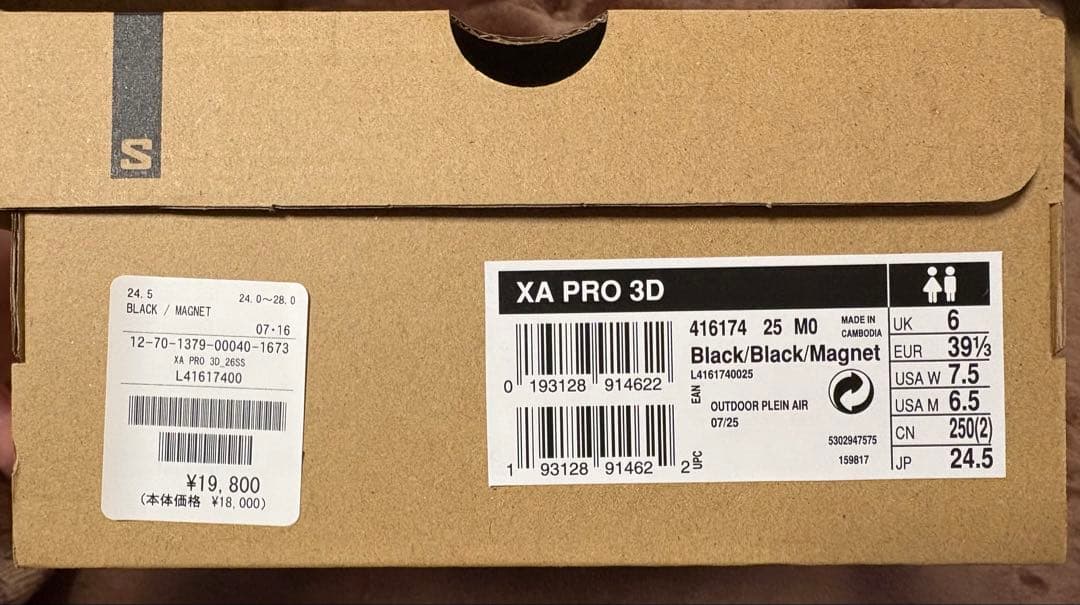 S
24.5 24.0～28.0
BLACK / MAGNET
07・16
12-70-1379-00040-1673
XA PRO 3D_26SS
L41617400
¥19,800
(本体価格 ¥18,000)
XA PRO 3D
416174 25 M0 MADE IN CAMBODIA
Black/Black/Magnet
L4161740025
0 193128 914622
EAN
OUTDOOR PLEIN AIR
07/25
5302947575
159817
1 93128 91462 2
UPC
UK 6
EUR 39⅓
USA W 7.5
USA M 6.5
CN 250(2)
JP 24.5